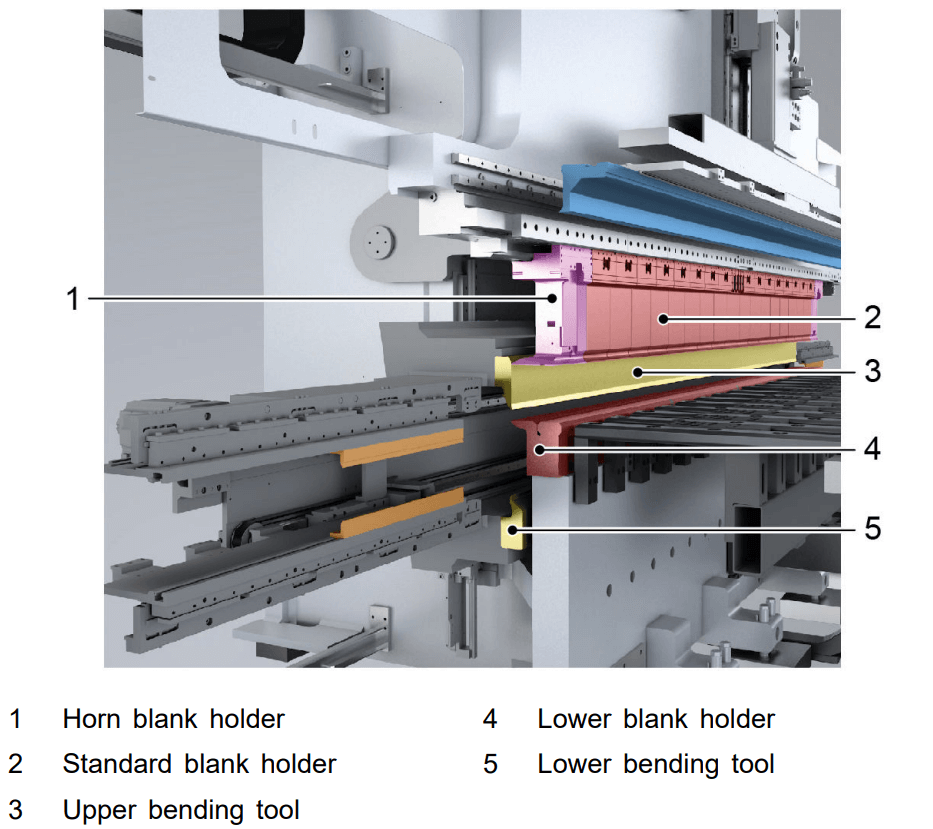 1
2
3
4
5
1 Horn blank holder
2 Standard blank holder
3 Upper bending tool
4 Lower blank holder
5 Lower bending tool